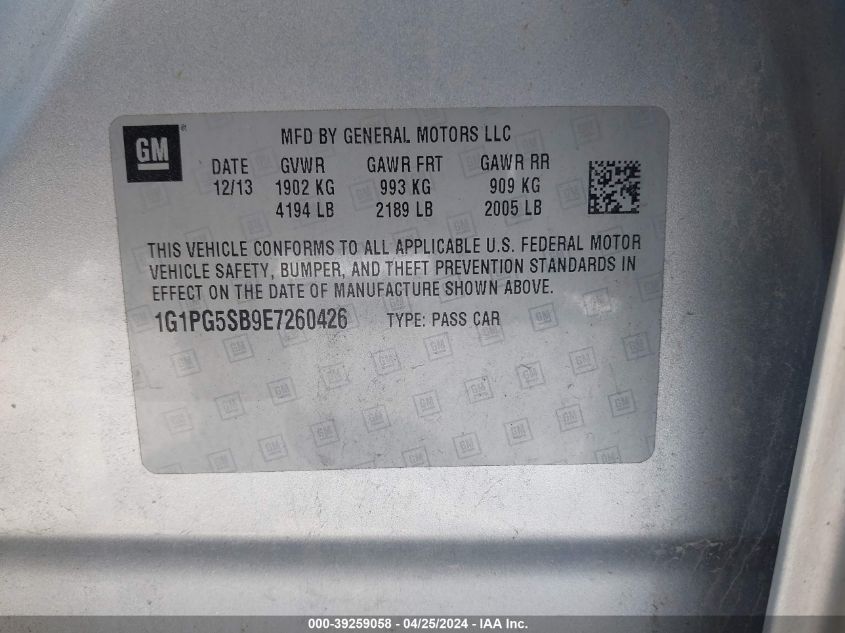 GM
MFD BY GENERAL MOTORS LLC
DATE GVWR GAWR FRT GAWR RR
12/13 1902 KG 993 KG 909 KG
4194 LB 2189 LB 2005 LB
THIS VEHICLE CONFORMS TO ALL APPLICABLE U.S. FEDERAL MOTOR
VEHICLE SAFETY, BUMPER, AND THEFT PREVENTION STANDARDS IN
EFFECT ON THE DATE OF MANUFACTURE SHOWN ABOVE.
1G1PG5SB9E7260426 TYPE: PASS CAR
000-39259058 - 04/25/2024 - IAA Inc.